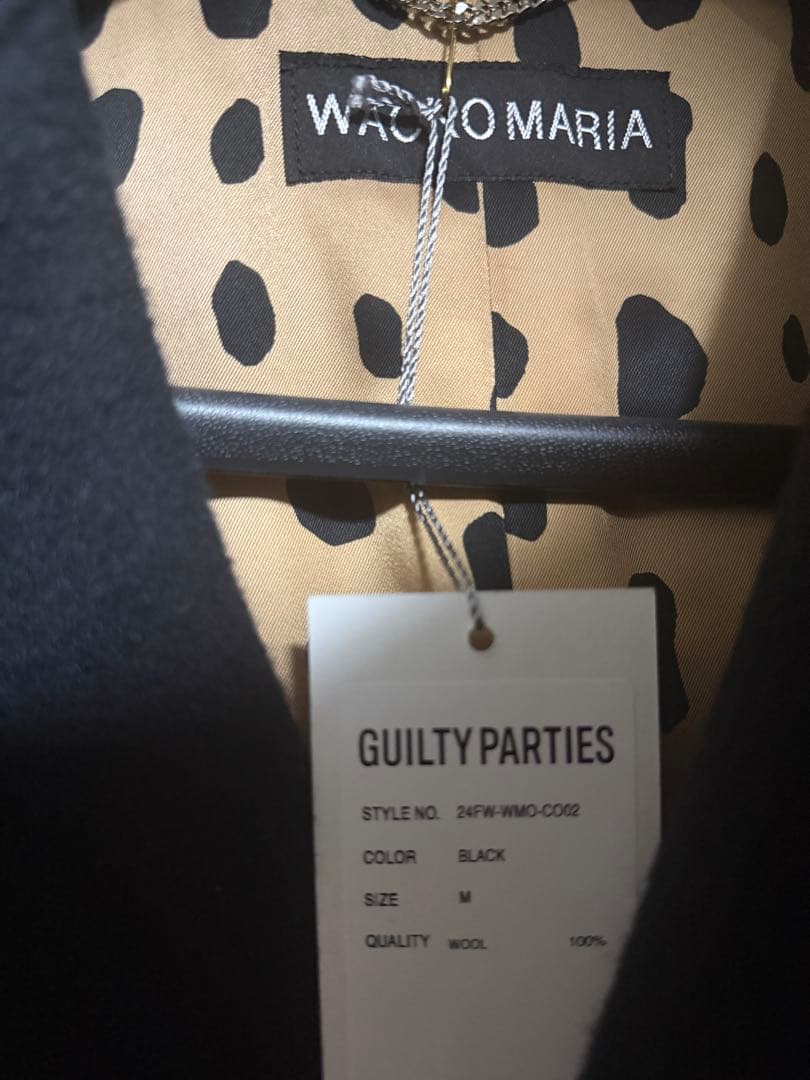 WACKO MARIA
GUILTY PARTIES
STYLE NO. 24FW-WMO-CO02
COLOR BLACK
SIZE M
QUALITY WOOL 100%